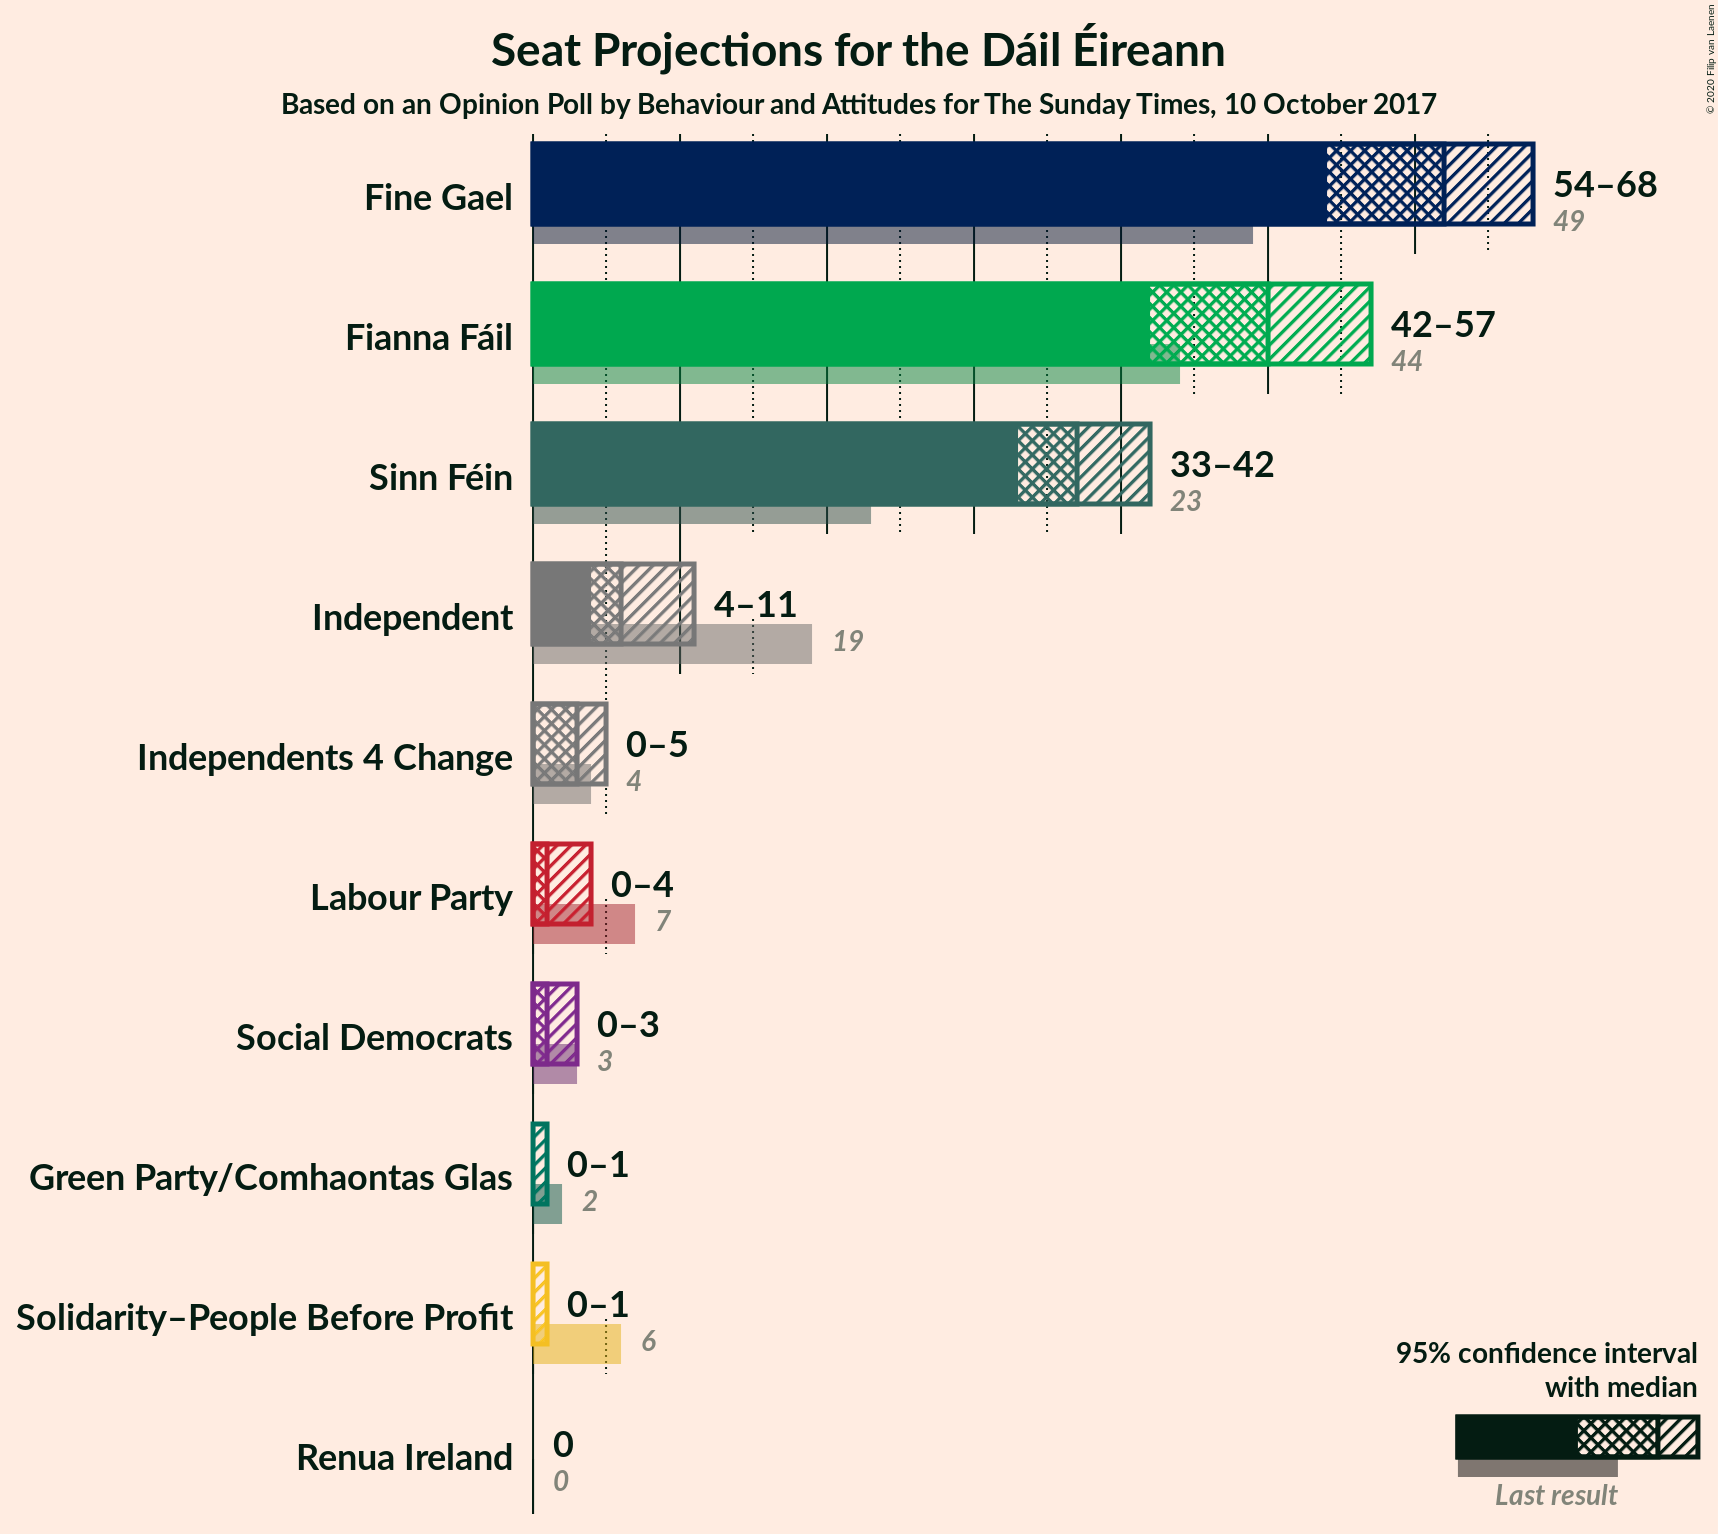 Seat Projections for the Dáil Éireann
Based on an Opinion Poll by Behaviour and Attitudes for The Sunday Times, 10 October 2017
© 2020 Filip van Laenen
Fine Gael
54–68
49
Fianna Fáil
42–57
44
Sinn Féin
33–42
23
Independent
4–11
19
Independents 4 Change
0–5
4
Labour Party
0–4
7
Social Democrats
0–3
3
Green Party/Comhaontas Glas
0–1
2
Solidarity–People Before Profit
0–1
6
Renua Ireland
0
0
95% confidence interval
with median
Last result